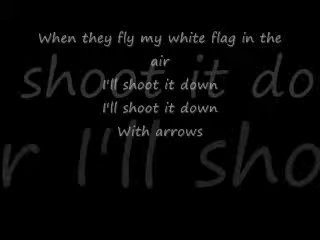 When they fly my white flag in the
air
shoot it do
I'll shoot it down
I'll shoot it down
With arrows
r I'll sho